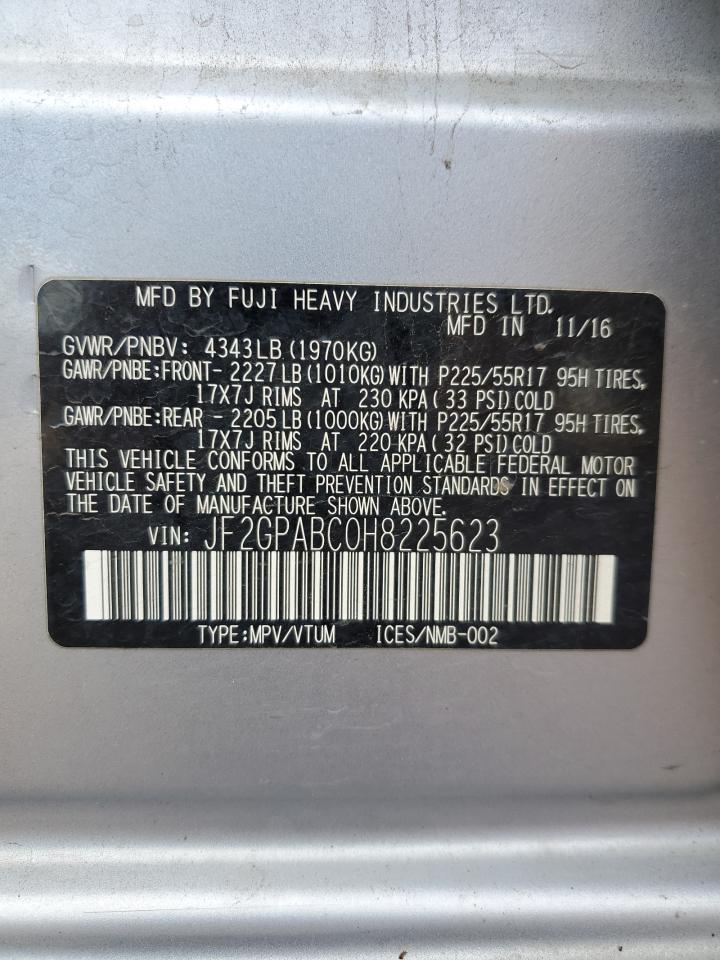 MFD BY FUJI HEAVY INDUSTRIES LTD.
MFD IN 11/16
GVWR/PNBV: 4343LB(1970KG)
GAWR/PNBE:FRONT- 2227LB(1010KG)WITH P225/55R17 95H TIRES,
17X7J RIMS AT 230 KPA( 33 PSI)COLD
GAWR/PNBE:REAR - 2205LB(1000KG)WITH P225/55R17 95H TIRES,
17X7J RIMS AT 220 KPA( 32 PSI)COLD
THIS VEHICLE CONFORMS TO ALL APPLICABLE FEDERAL MOTOR
VEHICLE SAFETY AND THEFT PREVENTION STANDARDS IN EFFECT ON
THE DATE OF MANUFACTURE SHOWN ABOVE.
VIN: JF2GPABC0H8225623
TYPE:MPV/VTUM ICES/NMB-002